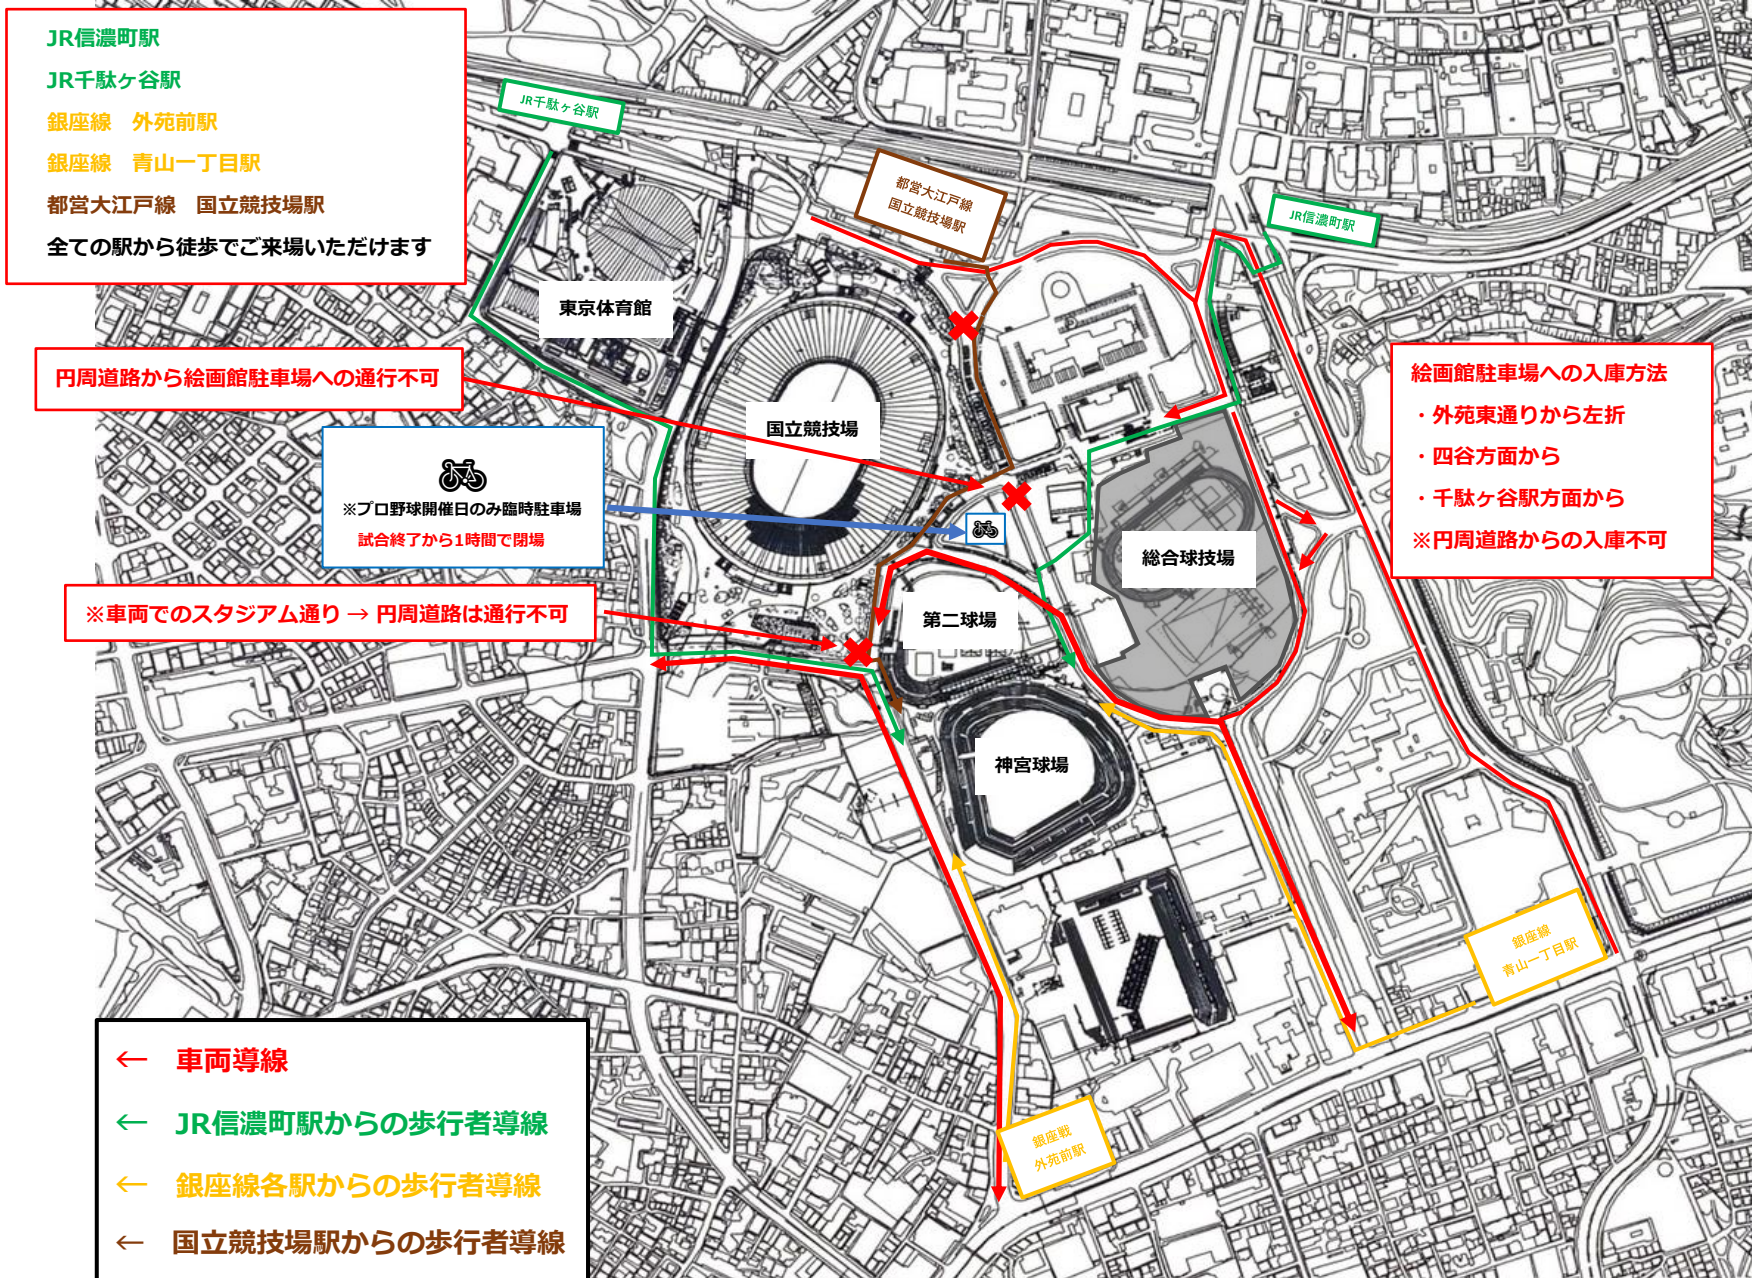 JR信濃町駅
JR千駄ヶ谷駅
銀座線　外苑前駅
銀座線　青山一丁目駅
都営大江戸線　国立競技場駅
全ての駅から徒歩でご来場いただけます
JR千駄ヶ谷駅
都営大江戸線
国立競技場駅
JR信濃町駅
東京体育館
円周道路から絵画館駐車場への通行不可
国立競技場
絵画館駐車場への入庫方法
・外苑東通りから左折
・四谷方面から
・千駄ヶ谷駅方面から
※円周道路からの入庫不可
※プロ野球開催日のみ臨時駐車場
試合終了から1時間で閉場
総合球技場
※車両でのスタジアム通り → 円周道路は通行不可
第二球場
神宮球場
銀座線
青山一丁目駅
銀座戦
外苑前駅
← 車両導線
← JR信濃町駅からの歩行者導線
← 銀座線各駅からの歩行者導線
← 国立競技場駅からの歩行者導線